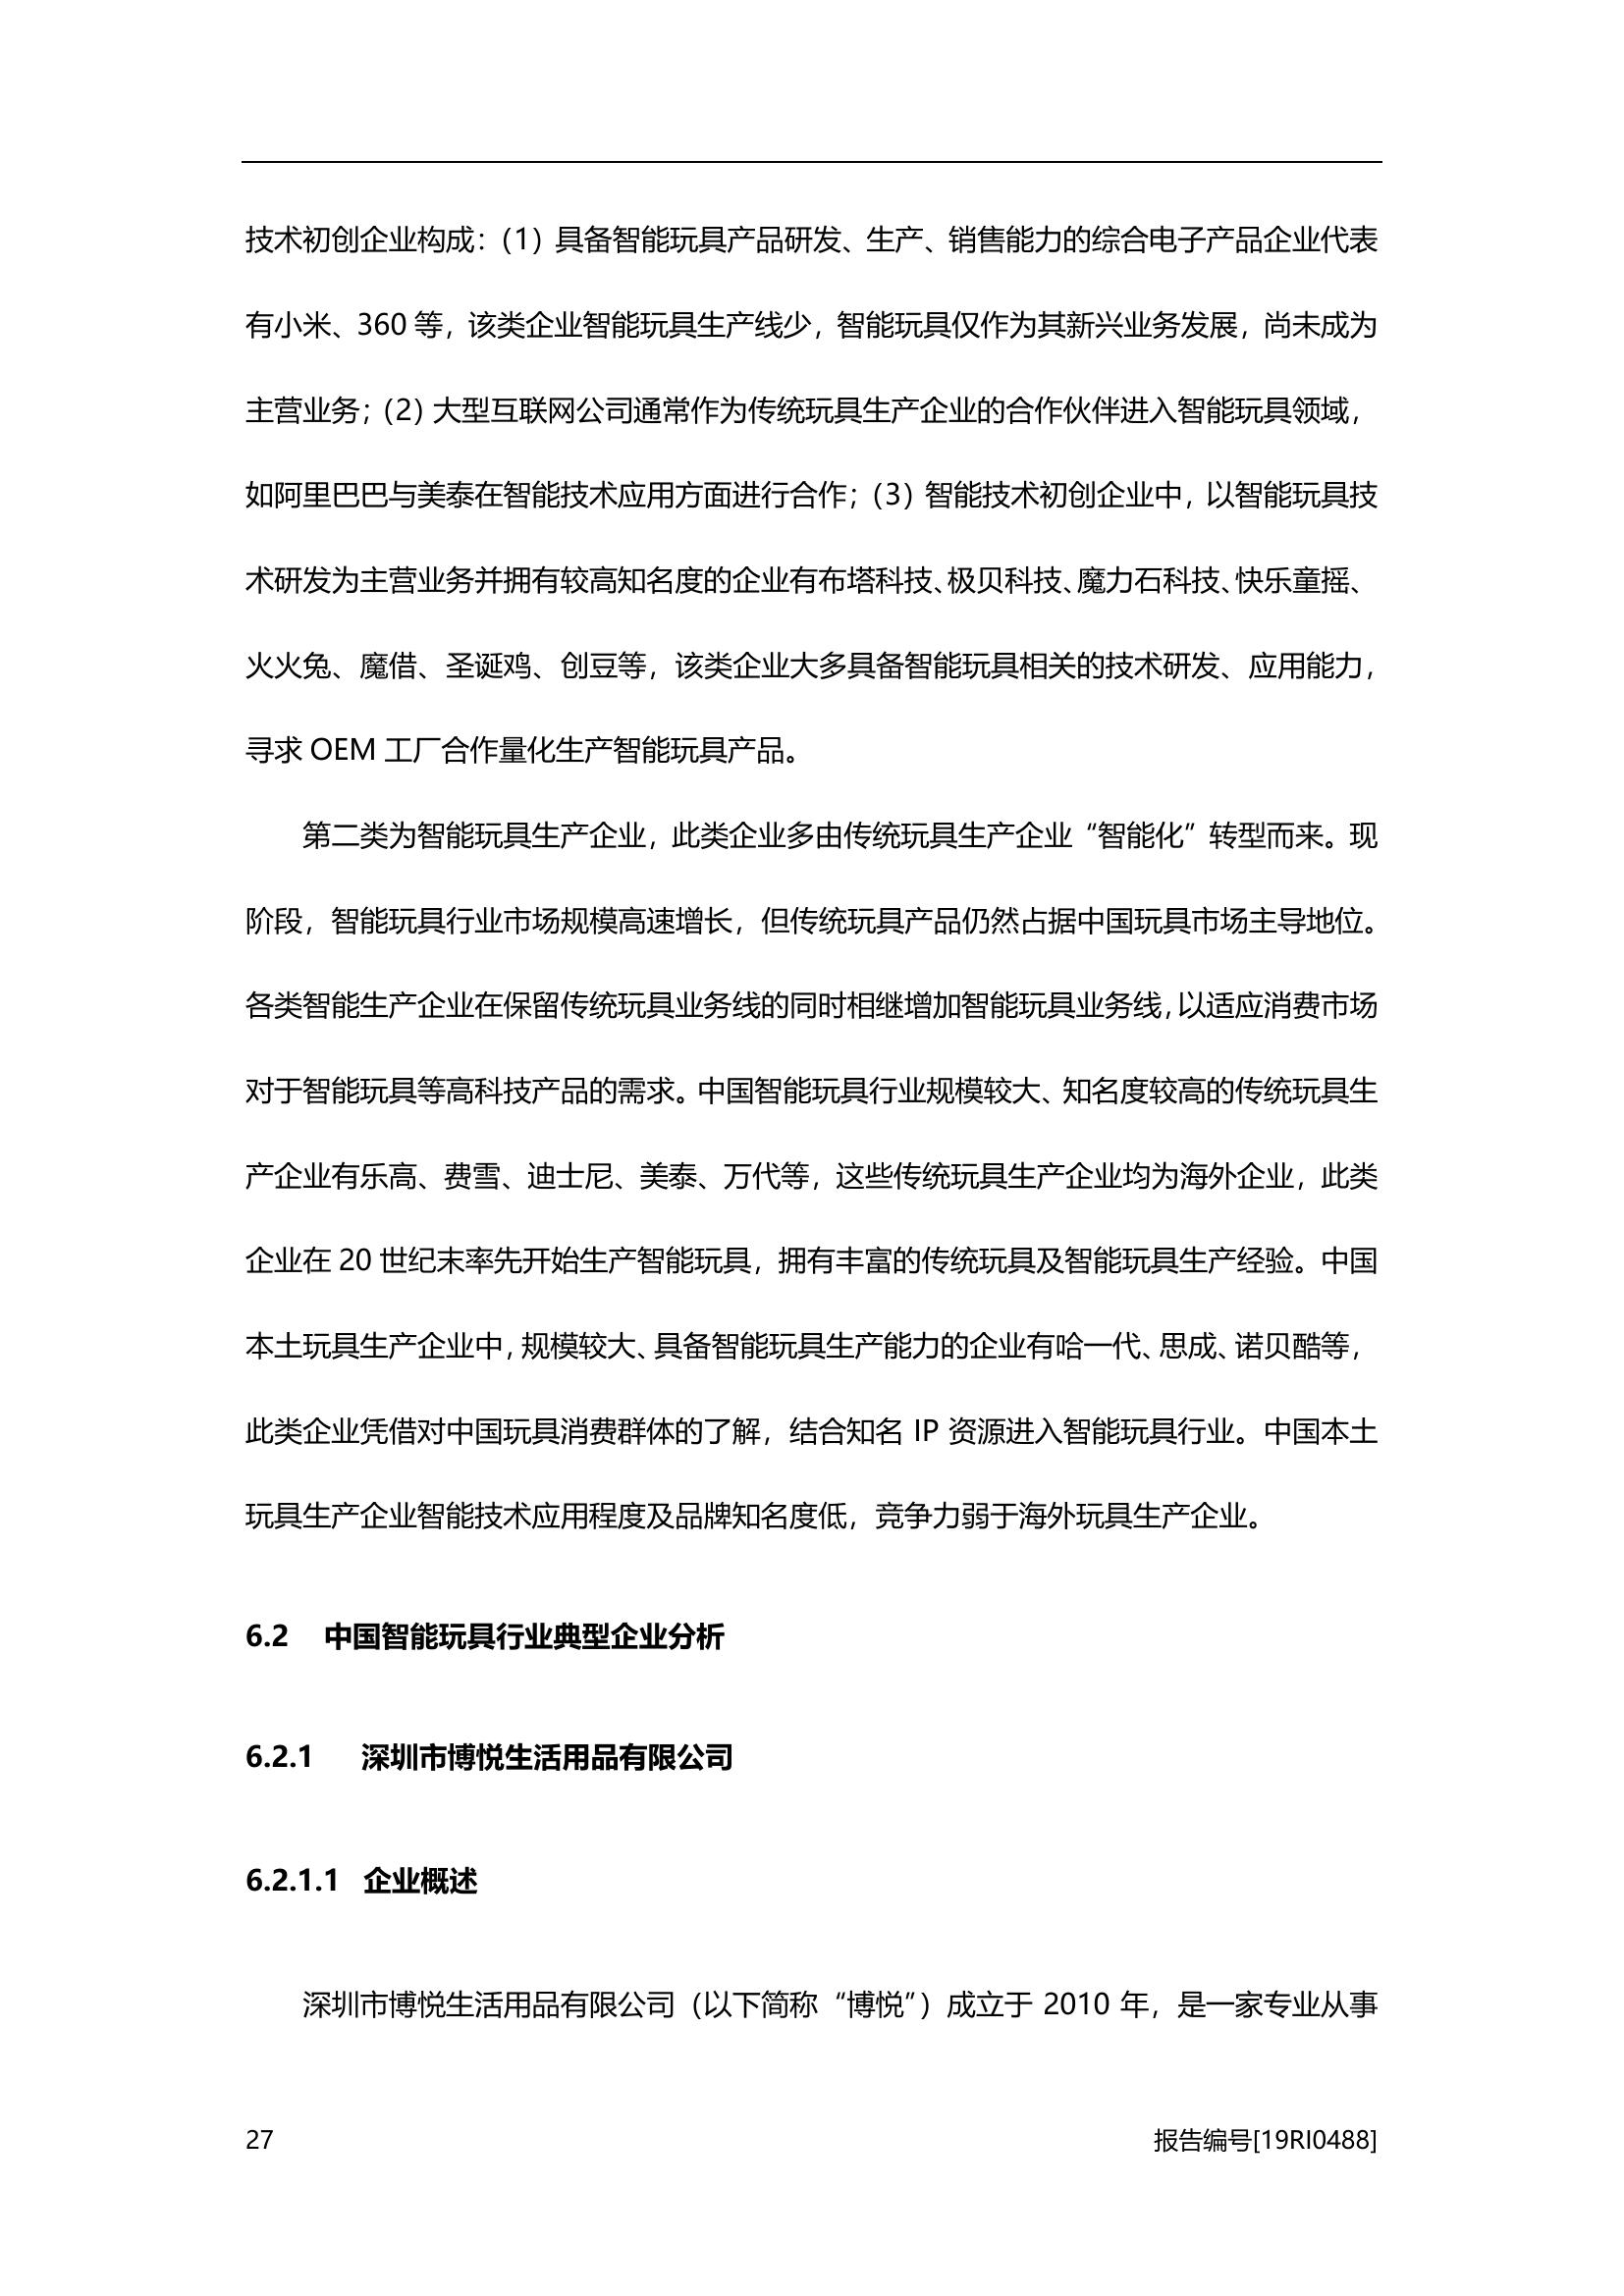 技术初创企业构成：（1）具备智能玩具产品研发、生产、销售能力的综合电子产品企业代表
有小米、360 等，该类企业智能玩具生产线少，智能玩具仅作为其新兴业务发展，尚未成为
主营业务；（2）大型互联网公司通常作为传统玩具生产企业的合作伙伴进入智能玩具领域，
如阿里巴巴与美泰在智能技术应用方面进行合作；（3）智能技术初创企业中，以智能玩具技
术研发为主营业务并拥有较高知名度的企业有布塔科技、极贝科技、魔力石科技、快乐童摇、
火火兔、魔借、圣诞鸡、创豆等，该类企业大多具备智能玩具相关的技术研发、应用能力，
寻求 OEM 工厂合作量化生产智能玩具产品。
第二类为智能玩具生产企业，此类企业多由传统玩具生产企业“智能化”转型而来。现
阶段，智能玩具行业市场规模高速增长，但传统玩具产品仍然占据中国玩具市场主导地位。
各类智能生产企业在保留传统玩具业务线的同时相继增加智能玩具业务线，以适应消费市场
对于智能玩具等高科技产品的需求。中国智能玩具行业规模较大、知名度较高的传统玩具生
产企业有乐高、费雪、迪士尼、美泰、万代等，这些传统玩具生产企业均为海外企业，此类
企业在 20 世纪末率先开始生产智能玩具，拥有丰富的传统玩具及智能玩具生产经验。中国
本土玩具生产企业中，规模较大、具备智能玩具生产能力的企业有哈一代、思成、诺贝酷等，
此类企业凭借对中国玩具消费群体的了解，结合知名 IP 资源进入智能玩具行业。中国本土
玩具生产企业智能技术应用程度及品牌知名度低，竞争力弱于海外玩具生产企业。
6.2 中国智能玩具行业典型企业分析
6.2.1 深圳市博悦生活用品有限公司
6.2.1.1 企业概述
深圳市博悦生活用品有限公司（以下简称“博悦”）成立于 2010 年，是一家专业从事
27 报告编号[19RI0488]